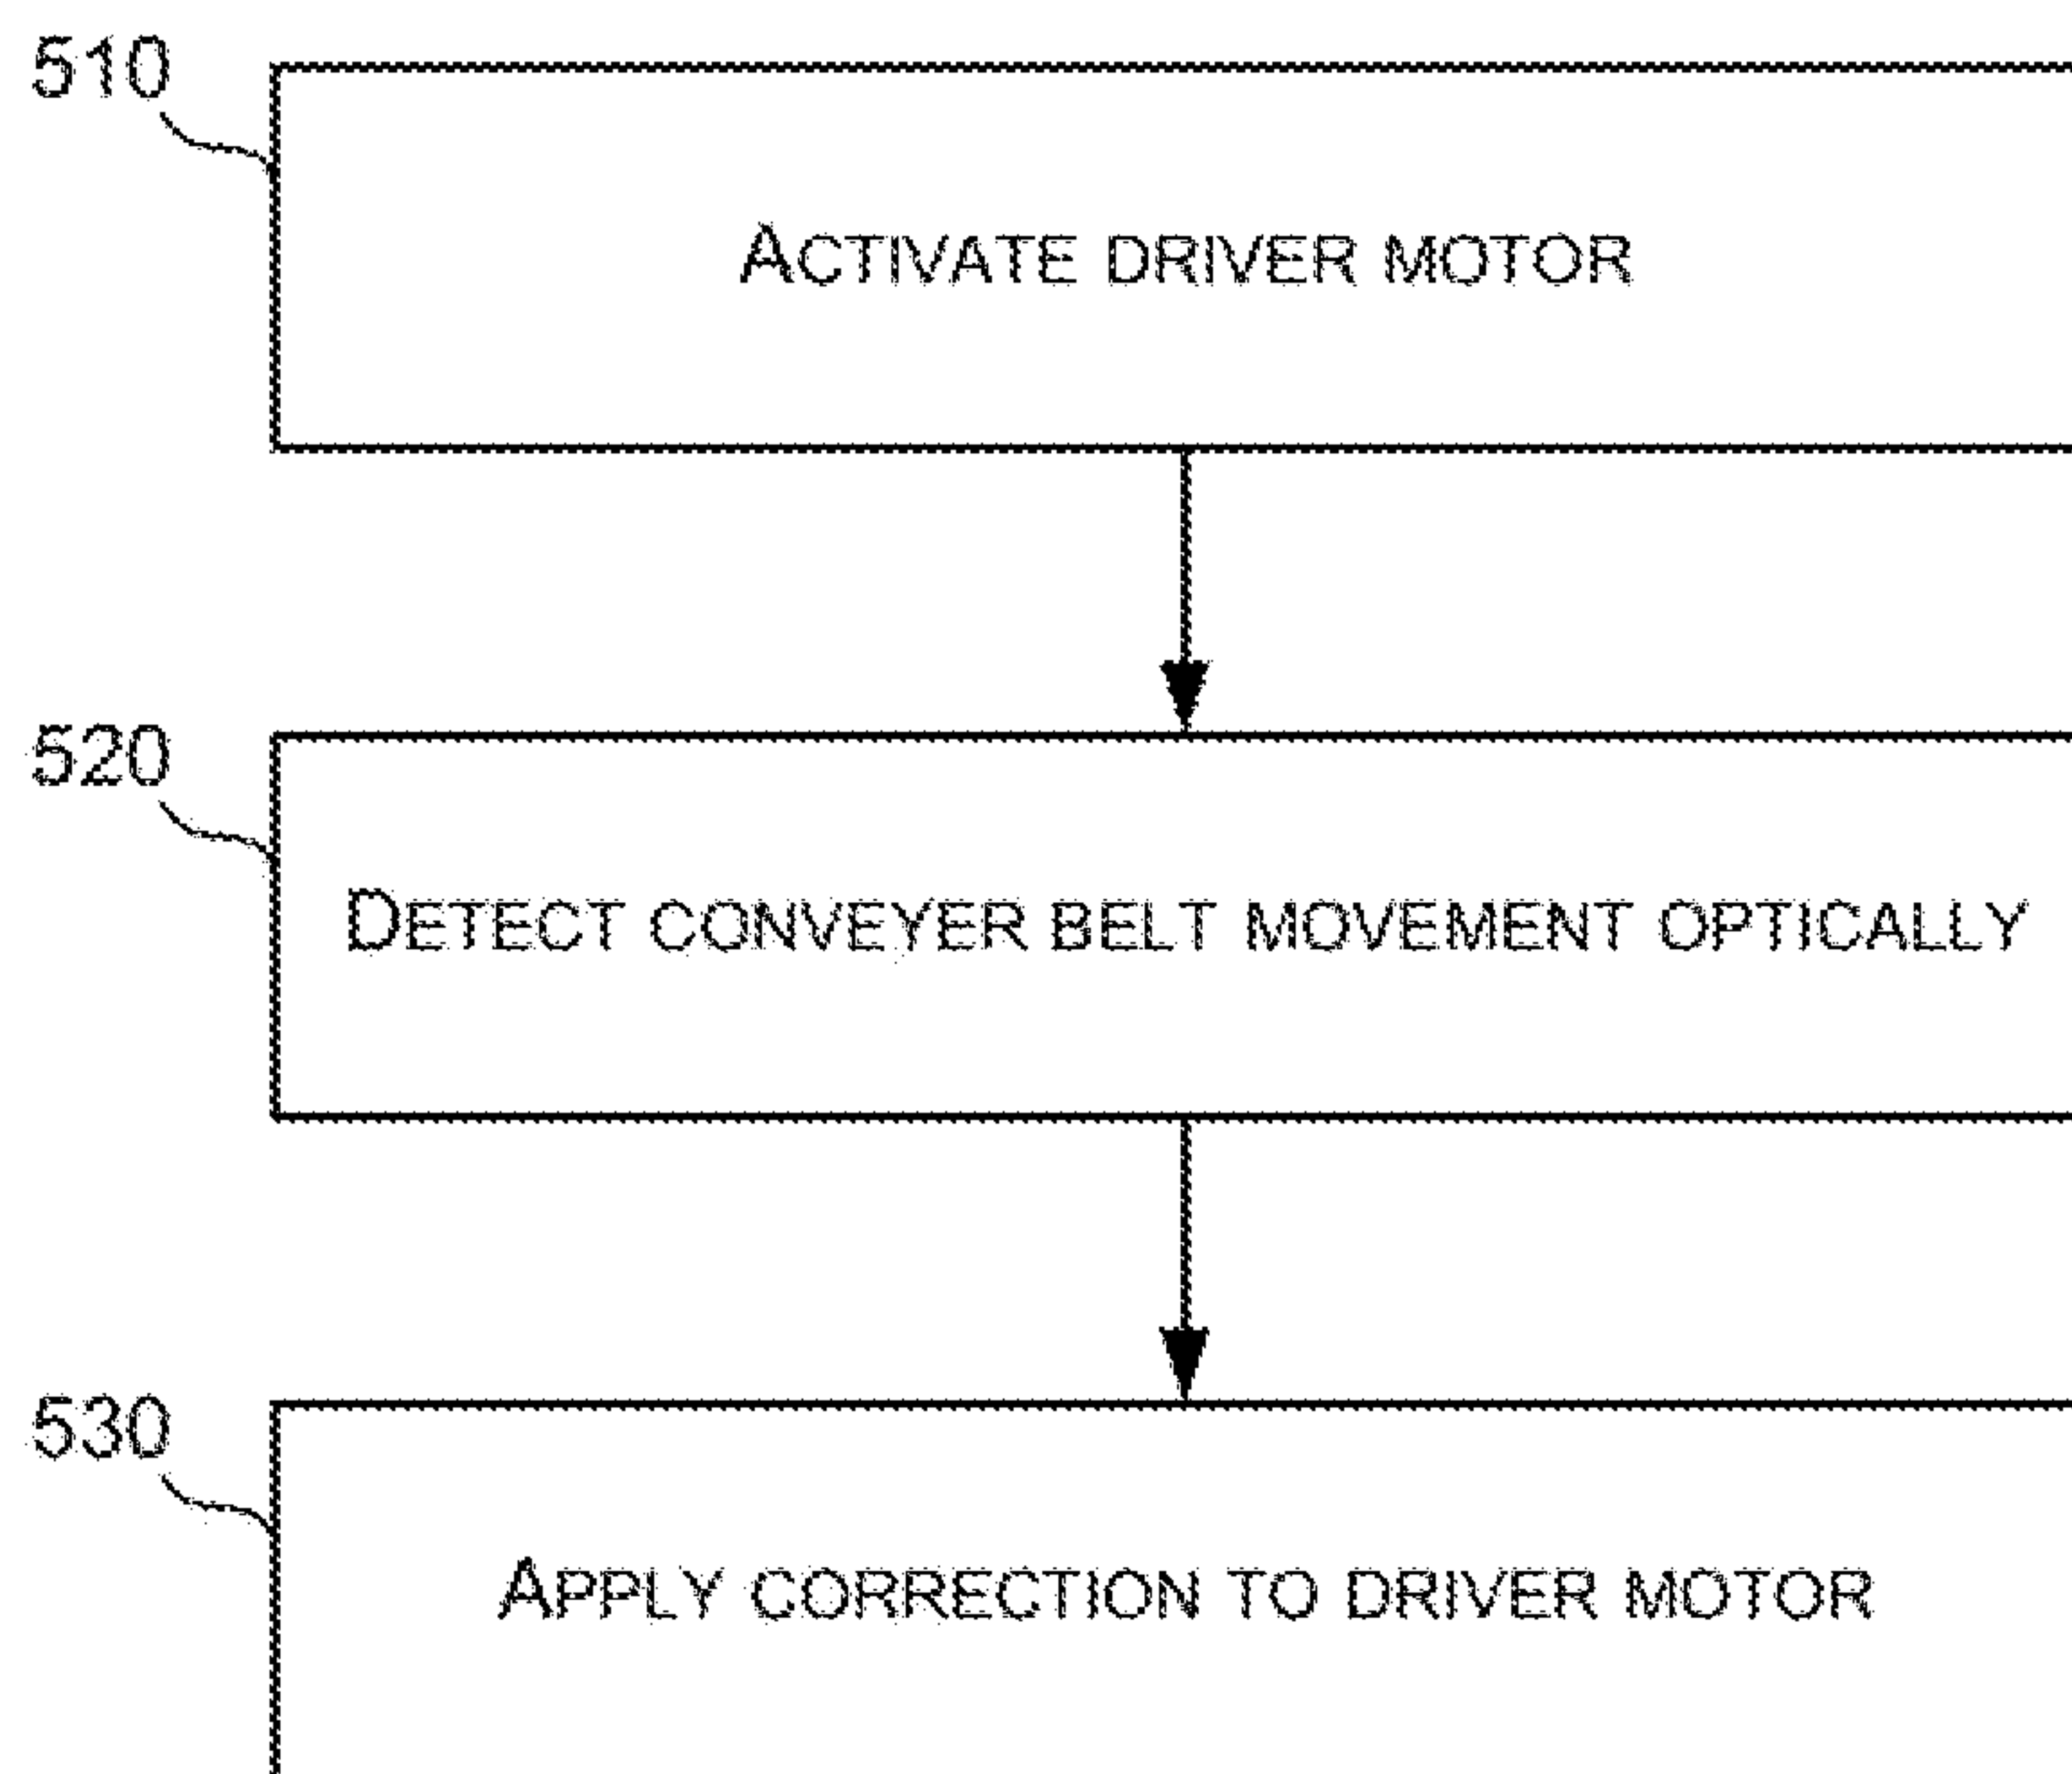 510
ACTIVATE DRIVER MOTOR
520
DETECT CONVEYER BELT MOVEMENT OPTICALLY
530
APPLY CORRECTION TO DRIVER MOTOR